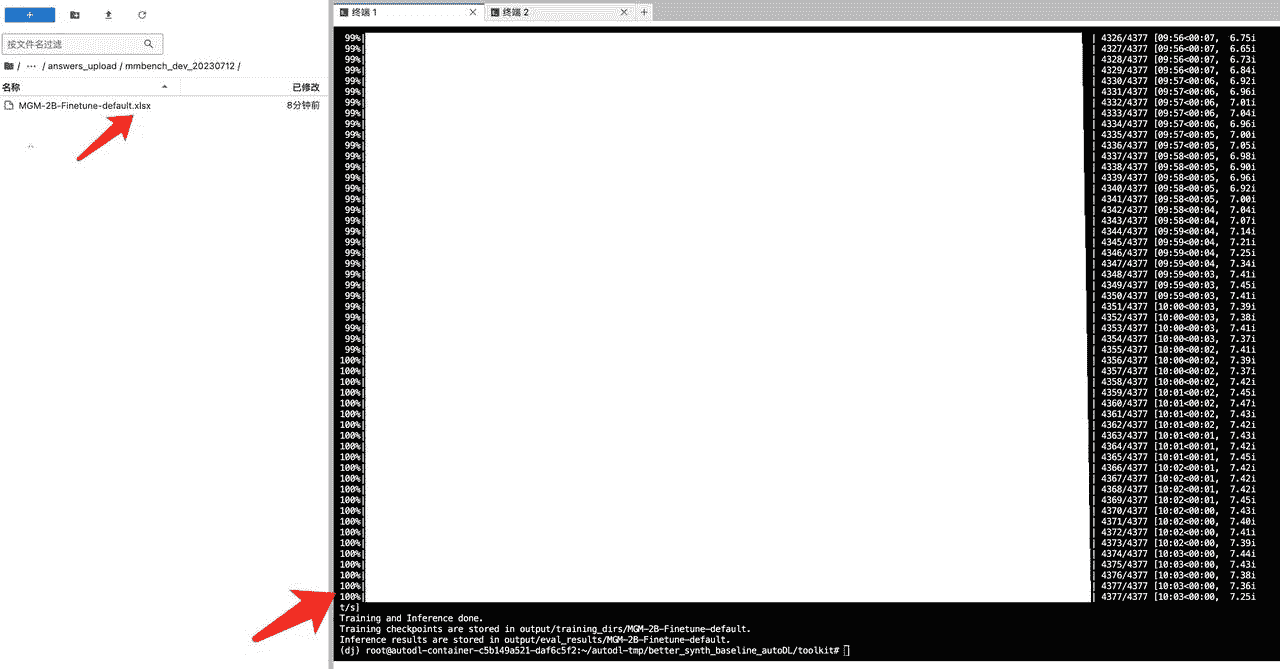 +
按文件名过滤
/ ··· / answers_upload / mmbench_dev_20230712 /
名称 已修改
MGM-2B-Finetune-default.xlsx 8分钟前
终端 1 × 终端 2 × +
99%| | 4326/4377 [09:56<00:07, 6.75i
99%| | 4327/4377 [09:56<00:07, 6.65i
99%| | 4328/4377 [09:56<00:07, 6.73i
99%| | 4329/4377 [09:56<00:07, 6.84i
99%| | 4330/4377 [09:57<00:06, 6.92i
99%| | 4331/4377 [09:57<00:06, 6.96i
99%| | 4332/4377 [09:57<00:06, 7.01i
99%| | 4333/4377 [09:57<00:06, 7.04i
99%| | 4334/4377 [09:57<00:06, 6.96i
99%| | 4335/4377 [09:57<00:05, 7.00i
99%| | 4336/4377 [09:57<00:05, 7.05i
99%| | 4337/4377 [09:58<00:05, 6.98i
99%| | 4338/4377 [09:58<00:05, 6.90i
99%| | 4339/4377 [09:58<00:05, 6.96i
99%| | 4340/4377 [09:58<00:05, 6.92i
99%| | 4341/4377 [09:58<00:05, 7.00i
99%| | 4342/4377 [09:58<00:04, 7.04i
99%| | 4343/4377 [09:58<00:04, 7.07i
99%| | 4344/4377 [09:59<00:04, 7.14i
99%| | 4345/4377 [09:59<00:04, 7.21i
99%| | 4346/4377 [09:59<00:04, 7.25i
99%| | 4347/4377 [09:59<00:04, 7.34i
99%| | 4348/4377 [09:59<00:03, 7.41i
99%| | 4349/4377 [09:59<00:03, 7.45i
99%| | 4350/4377 [09:59<00:03, 7.41i
99%| | 4351/4377 [10:00<00:03, 7.39i
99%| | 4352/4377 [10:00<00:03, 7.38i
99%| | 4353/4377 [10:00<00:03, 7.41i
99%| | 4354/4377 [10:00<00:03, 7.37i
99%| | 4355/4377 [10:00<00:02, 7.41i
100%| | 4356/4377 [10:00<00:02, 7.39i
100%| | 4357/4377 [10:00<00:02, 7.37i
100%| | 4358/4377 [10:01<00:02, 7.42i
100%| | 4359/4377 [10:01<00:02, 7.45i
100%| | 4360/4377 [10:01<00:02, 7.47i
100%| | 4361/4377 [10:01<00:02, 7.43i
100%| | 4362/4377 [10:01<00:02, 7.42i
100%| | 4363/4377 [10:01<00:01, 7.43i
100%| | 4364/4377 [10:01<00:01, 7.42i
100%| | 4365/4377 [10:01<00:01, 7.45i
100%| | 4366/4377 [10:02<00:01, 7.42i
100%| | 4367/4377 [10:02<00:01, 7.42i
100%| | 4368/4377 [10:02<00:01, 7.42i
100%| | 4369/4377 [10:02<00:01, 7.45i
100%| | 4370/4377 [10:02<00:00, 7.43i
100%| | 4371/4377 [10:02<00:00, 7.40i
100%| | 4372/4377 [10:02<00:00, 7.41i
100%| | 4373/4377 [10:02<00:00, 7.39i
100%| | 4374/4377 [10:03<00:00, 7.44i
100%| | 4375/4377 [10:03<00:00, 7.43i
100%| | 4376/4377 [10:03<00:00, 7.38i
100%| | 4377/4377 [10:03<00:00, 7.36i
100%| | 4377/4377 [10:03<00:00, 7.25i
t/s]
Training and Inference done.
Training checkpoints are stored in output/training_dirs/MGM-2B-Finetune-default.
Inference results are stored in output/eval_results/MGM-2B-Finetune-default.
(dj) root@autodl-container-c5b149a521-daf6c5f2:~/autodl-tmp/better_synth_baseline_autoDL/toolkit#